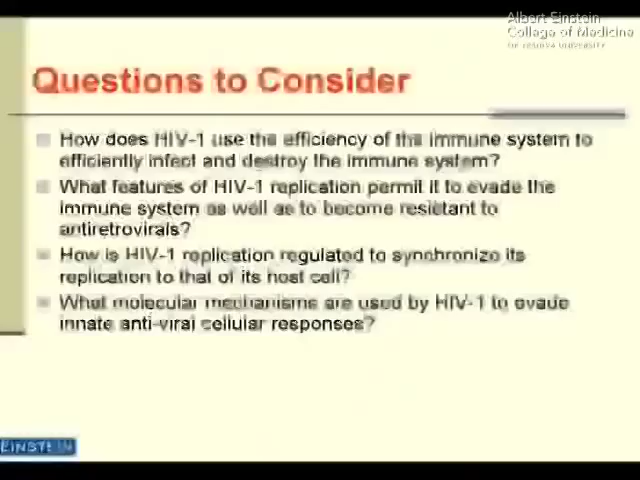 Albert Einstein
College of Medicine
OF YESHIVA UNIVERSITY
Questions to Consider
How does HIV-1 use the efficiency of the immune system to
efficiently infect and destroy the immune system?
What features of HIV-1 replication permit it to evade the
immune system as well as to become resistant to
antiretrovirals?
How is HIV-1 replication regulated to synchronize its
replication to that of its host cell?
What molecular mechanisms are used by HIV-1 to evade
innate anti-viral cellular responses?
EINSTEIN